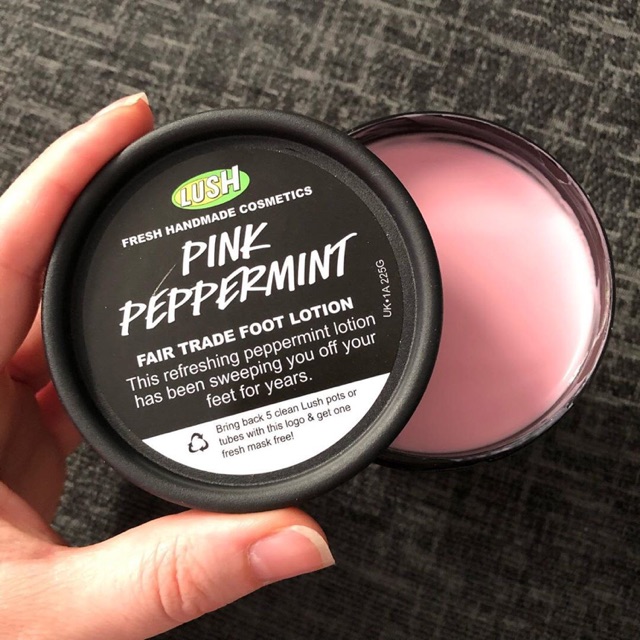 LUSH
FRESH HANDMADE COSMETICS
PINK
PEPPERMINT
FAIR TRADE FOOT LOTION
This refreshing peppermint lotion
has been sweeping you off your
feet for years.
UK•1A 225G
Bring back 5 clean Lush pots or
tubes with this logo & get one
fresh mask free!